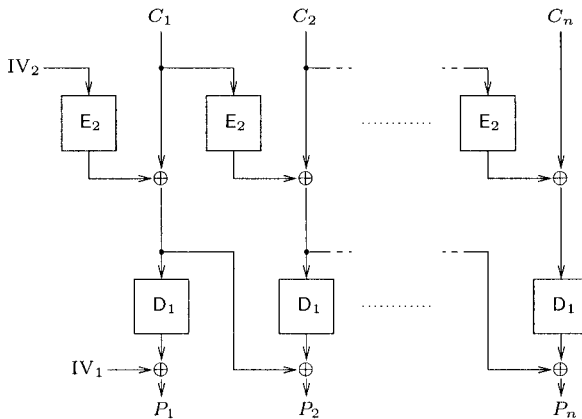 C₁ C₂ Cₙ
IV₂
E₂ E₂ E₂
D₁ D₁ D₁
IV₁
P₁ P₂ Pₙ